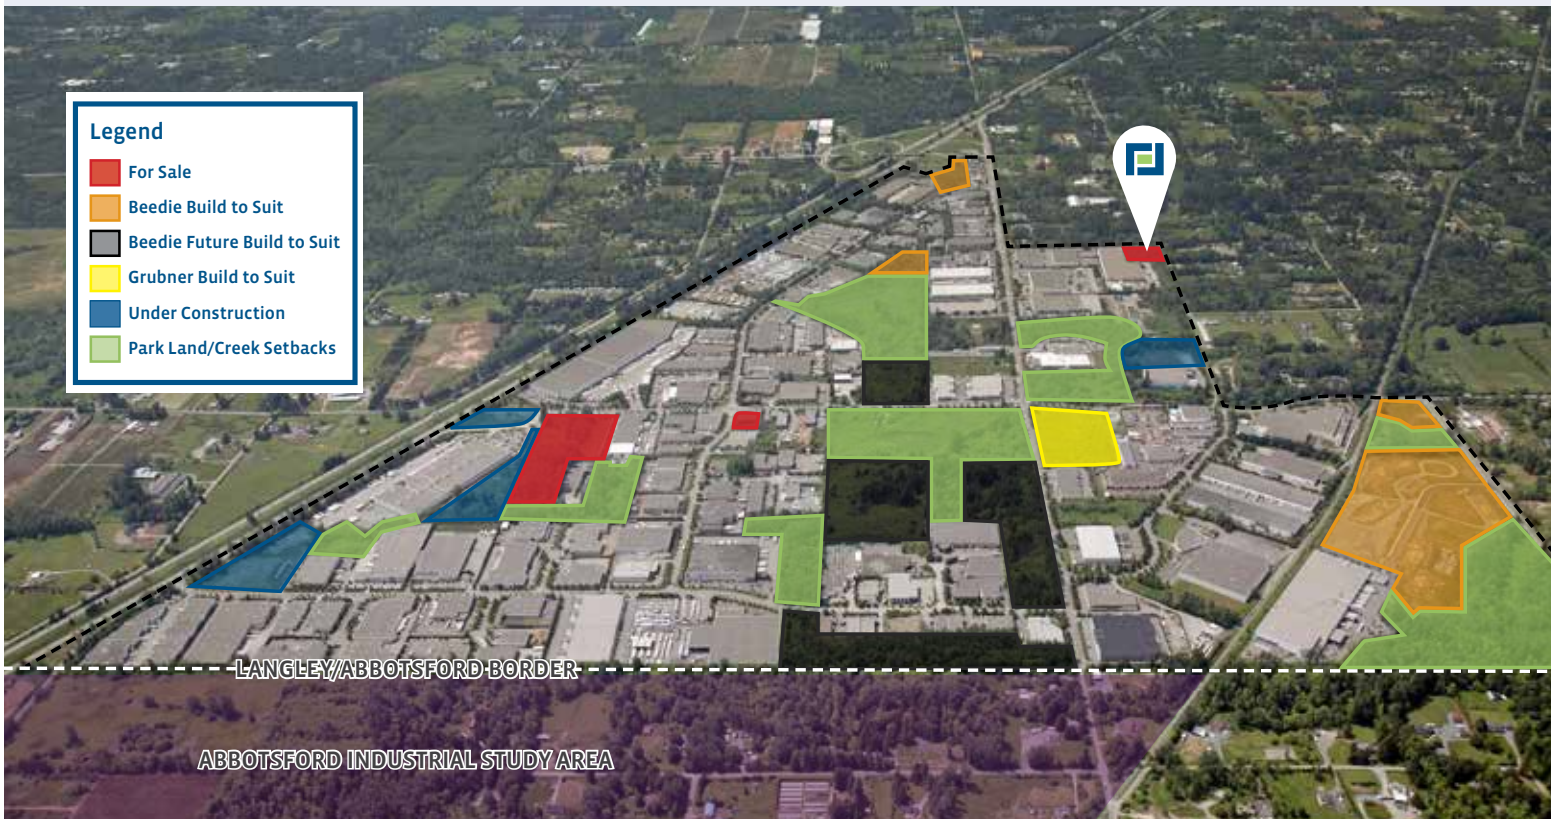 Legend
For Sale
Beedie Build to Suit
Beedie Future Build to Suit
Grubner Build to Suit
Under Construction
Park Land/Creek Setbacks
LANGLEY/ABBOTSFORD BORDER
ABBOTSFORD INDUSTRIAL STUDY AREA